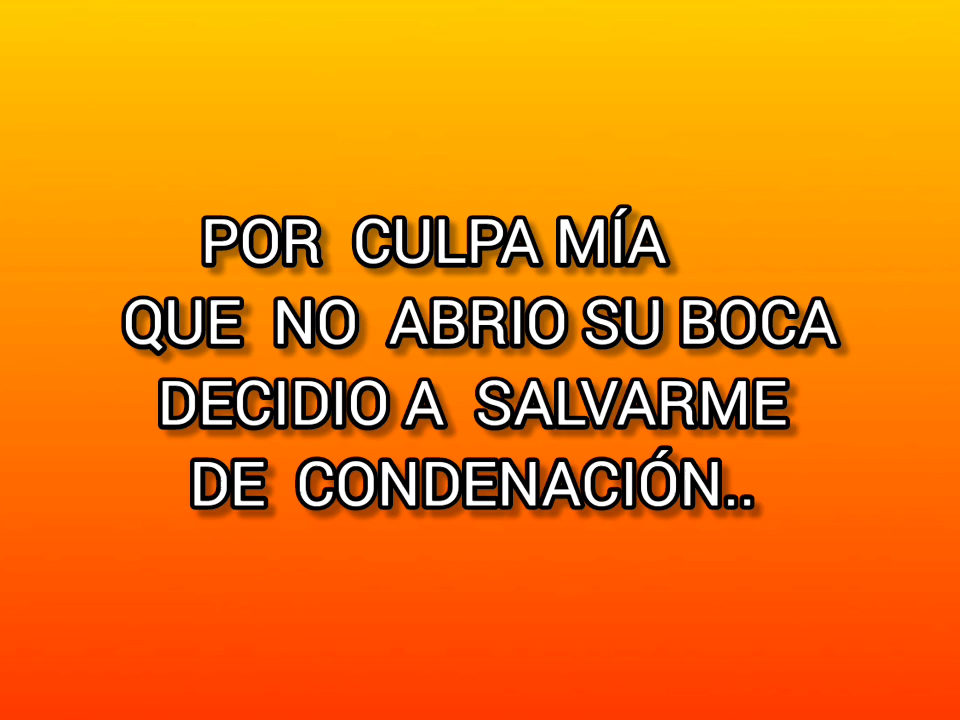 POR CULPA MÍA
QUE NO ABRIO SU BOCA
DECIDIO A SALVARME
DE CONDENACIÓN..